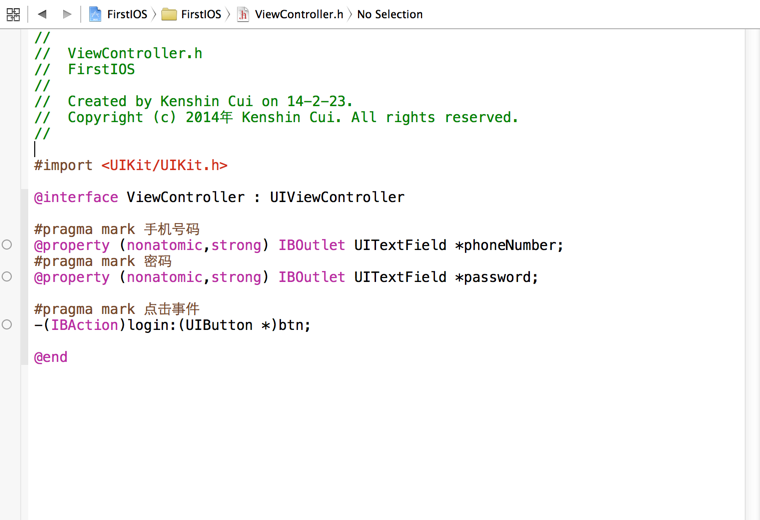 FirstIOS FirstIOS ViewController.h No Selection
//
//  ViewController.h
//  FirstIOS
//
//  Created by Kenshin Cui on 14-2-23.
//  Copyright (c) 2014年 Kenshin Cui. All rights reserved.
//
#import <UIKit/UIKit.h>
@interface ViewController : UIViewController
#pragma mark 手机号码
@property (nonatomic,strong) IBOutlet UITextField *phoneNumber;
#pragma mark 密码
@property (nonatomic,strong) IBOutlet UITextField *password;
#pragma mark 点击事件
-(IBAction)login:(UIButton *)btn;
@end